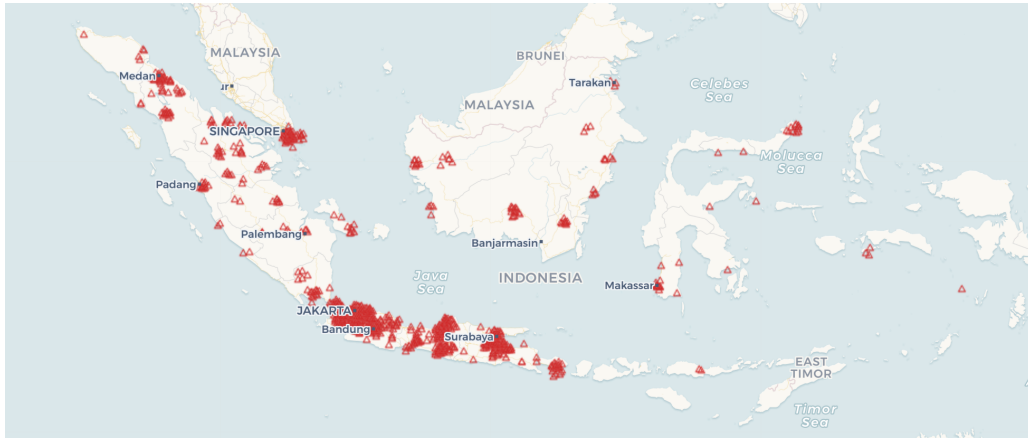 MALAYSIA
BRUNEI
Medan
ur
Tarakan
Celebes
Sea
MALAYSIA
SINGAPORE
Molucca
Sea
Padang
Palembang
Banjarmasin
Java
Sea
INDONESIA
Makassar
JAKARTA
Bandung
Surabaya
EAST
TIMOR
Timor
Sea